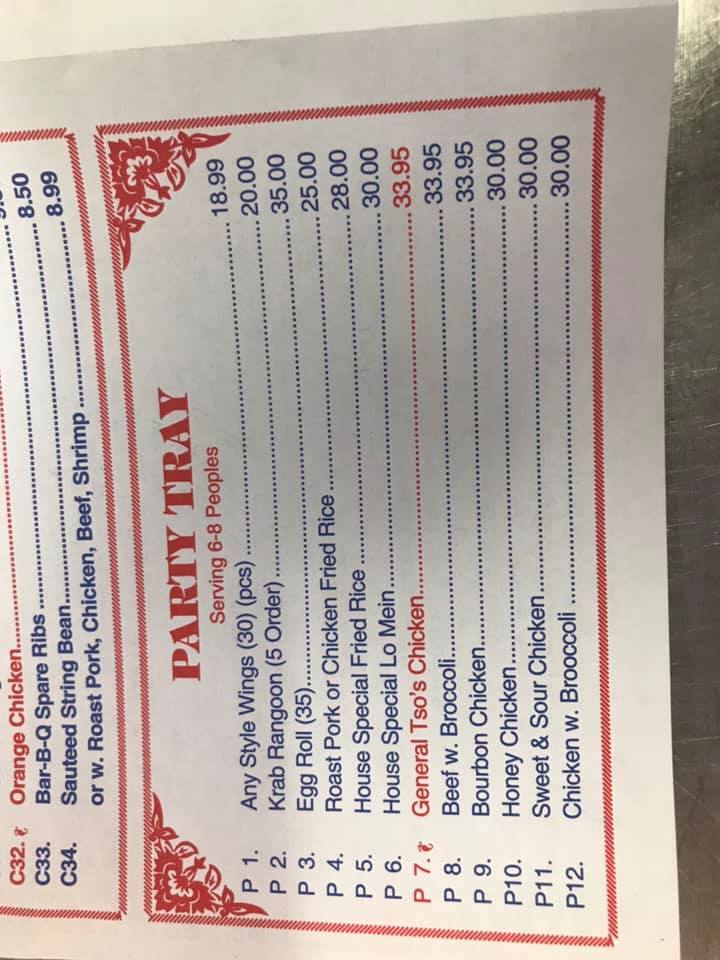 C32. Orange Chicken
C33. Bar-B-Q Spare Ribs
C34. Sauteed String Bean 8.50
or w. Roast Pork, Chicken, Beef, Shrimp 8.99
PARTY TRAY
Serving 6-8 Peoples
P 1. Any Style Wings (30) (pcs) 18.99
P 2. Krab Rangoon (5 Order) 20.00
P 3. Egg Roll (35) 35.00
P 4. Roast Pork or Chicken Fried Rice 25.00
P 5. House Special Fried Rice 28.00
P 6. House Special Lo Mein 30.00
P 7. General Tso's Chicken 33.95
P 8. Beef w. Broccoli 33.95
P 9. Bourbon Chicken 33.95
P10. Honey Chicken 30.00
P11. Sweet & Sour Chicken 30.00
P12. Chicken w. Brooccoli 30.00